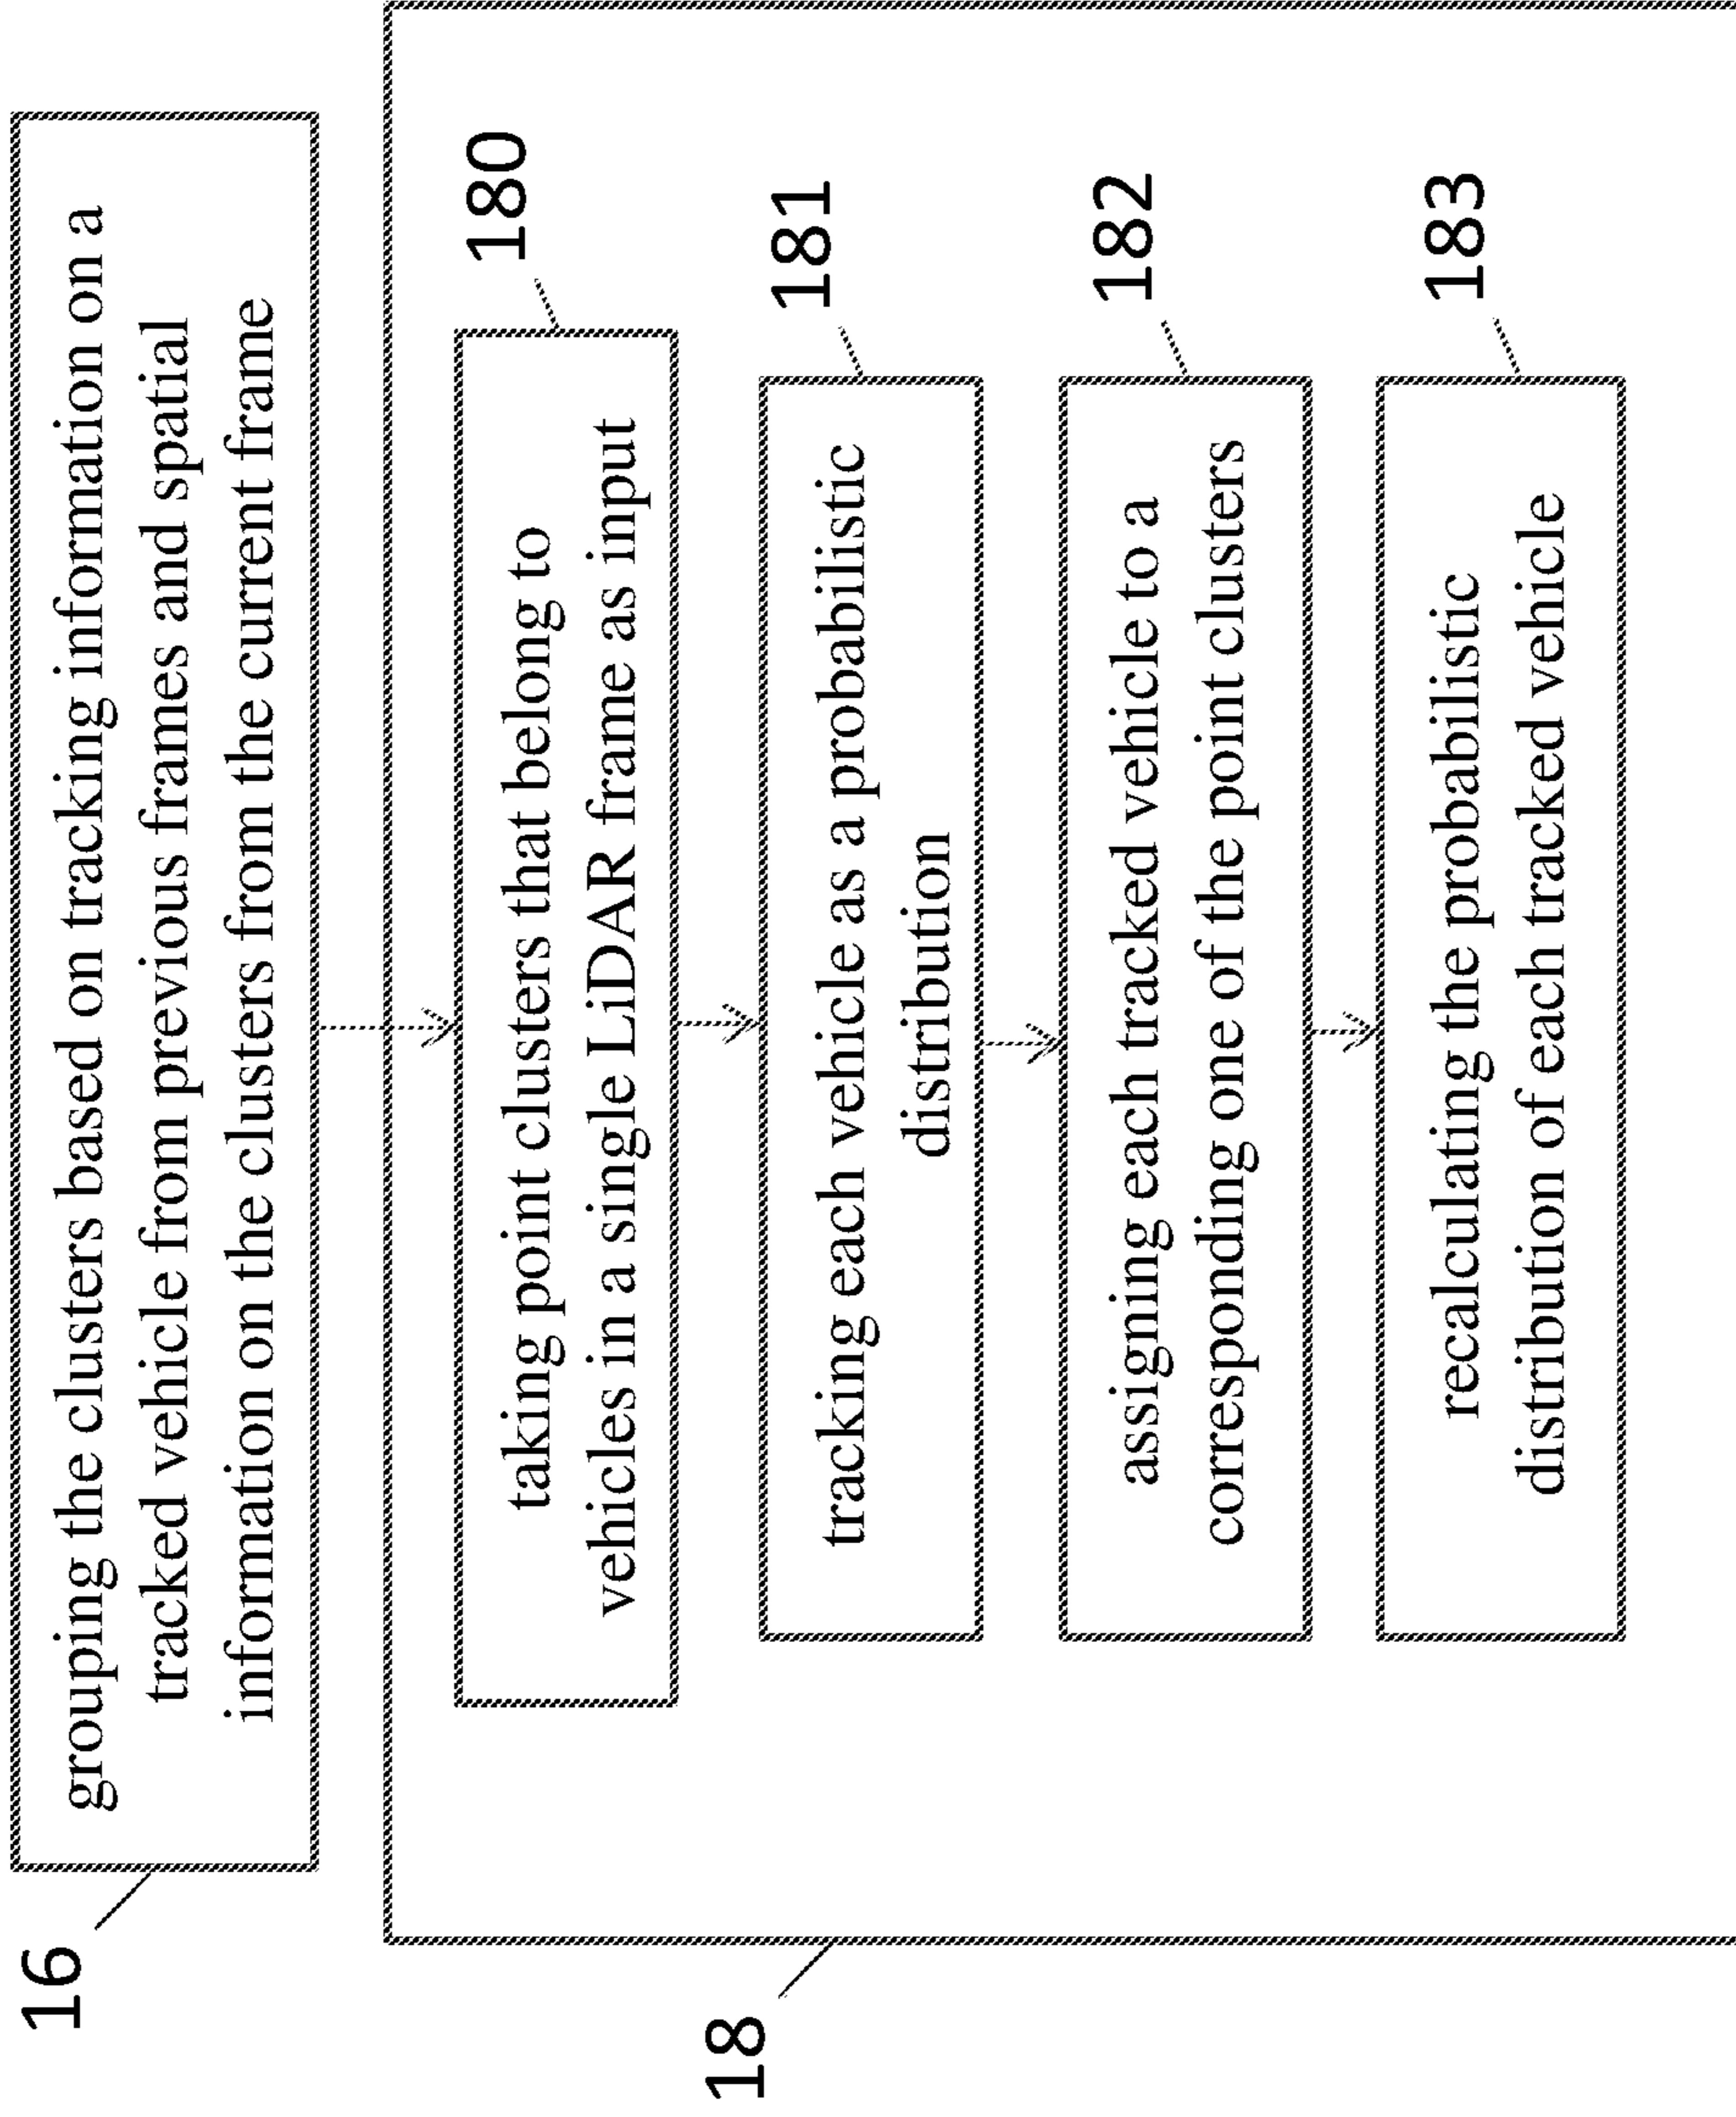 16
grouping the clusters based on tracking information on a
tracked vehicle from previous frames and spatial
information on the clusters from the current frame
18
taking point clusters that belong to
vehicles in a single LiDAR frame as input
180
tracking each vehicle as a probabilistic
distribution
181
assigning each tracked vehicle to a
corresponding one of the point clusters
182
recalculating the probabilistic
distribution of each tracked vehicle
183